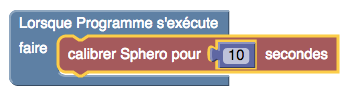 Lorsque Programme s'exécute
faire calibrer Sphero pour 10 secondes